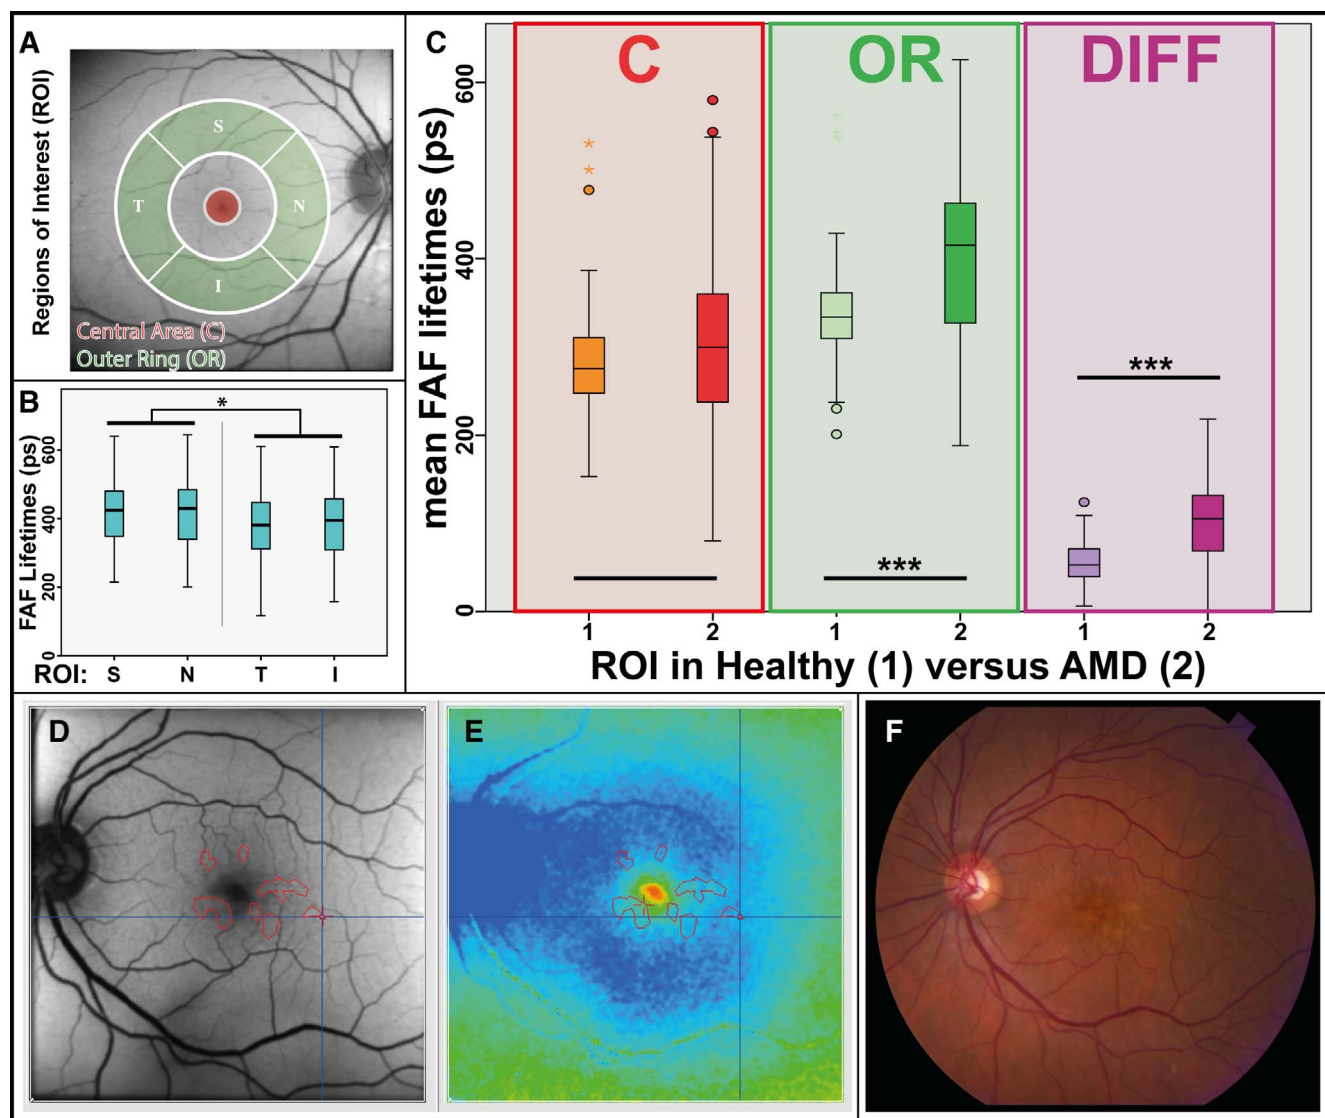 A
Regions of Interest (ROI)
S
T
N
I
Central Area (C)
Outer Ring (OR)
B
FAF Lifetimes (ps)
600
400
200
0
*
ROI: S N T I
C
mean FAF lifetimes (ps)
600
400
200
0
C
OR
DIFF
***
***
1 2 1 2 1 2
ROI in Healthy (1) versus AMD (2)
D
E
F